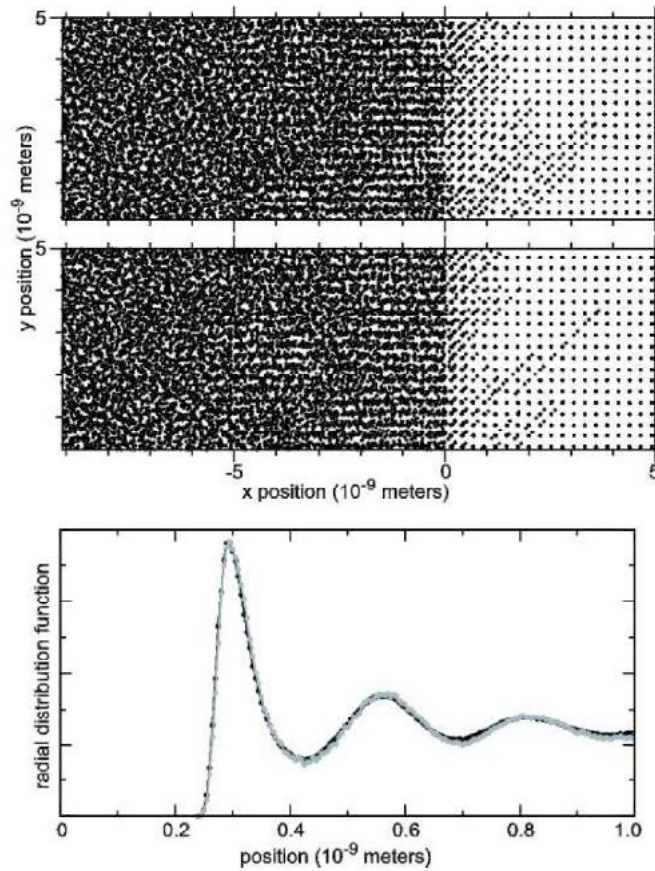 5
5
y position (10⁻⁹ meters)
-5
0
5
x position (10⁻⁹ meters)
radial distribution function
0
0.2
0.4
0.6
0.8
1.0
position (10⁻⁹ meters)